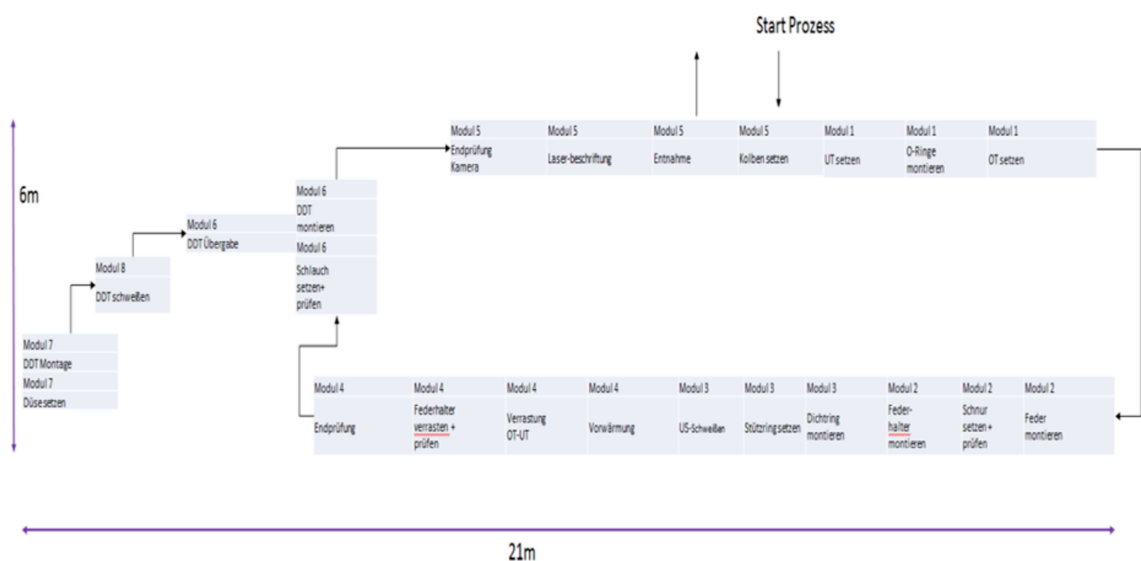 Start Prozess
6m
Modul 5
Endprüfung
Kamera
Modul 5
Laser-beschriftung
Modul 5
Entnahme
Modul 5
Kolben setzen
Modul 1
UT setzen
Modul 1
O-Ringe
montieren
Modul 1
OT setzen
Modul 6
DDT
montieren
Modul 6
Schlauch
setzen+
prüfen
Modul 6
DDT Übergabe
Modul 8
DDT schweißen
Modul 7
DDT Montage
Modul 7
Düse setzen
Modul 4
Endprüfung
Modul 4
Federhalter
verrasten +
prüfen
Modul 4
Verrastung
OT-UT
Modul 4
Vorwärmung
Modul 3
US-Schweißen
Modul 3
Stützring setzen
Modul 3
Dichtring
montieren
Modul 2
Feder-
halter
montieren
Modul 2
Schnur
setzen+
prüfen
Modul 2
Feder
montieren
21m